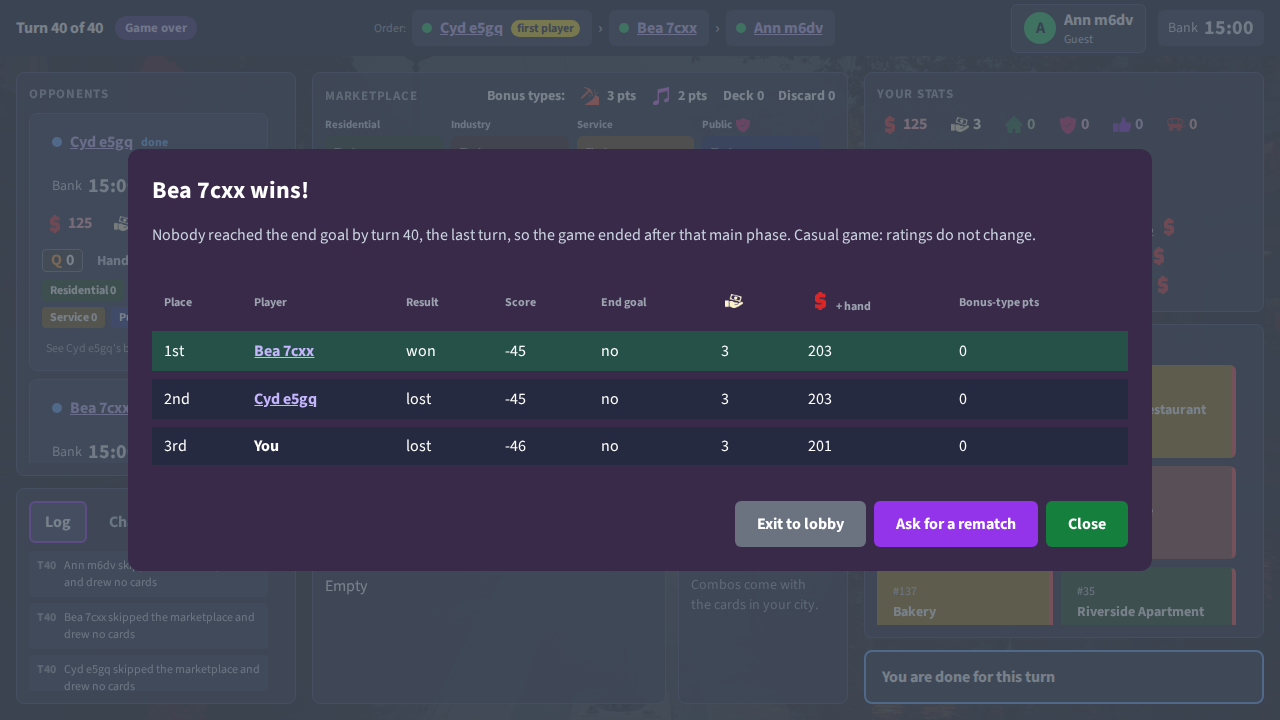 Turn 40 of 40 Game over
Order: Cyd e5gq first player › Bea 7cxx › Ann m6dv
A Ann m6dv
Guest
Bank 15:00
OPPONENTS
Cyd e5gq done
Bank 15:0
125
Q 0 Hand
Residential 0
Service 0
See Cyd e5gq's b
Bea 7cxx
Bank 15:0
MARKETPLACE Bonus types: 3 pts 2 pts Deck 0 Discard 0
Residential Industry Service Public
YOUR STATS
125 3 0 0 0 0
Bea 7cxx wins!
Nobody reached the end goal by turn 40, the last turn, so the game ended after that main phase. Casual game: ratings do not change.
Place Player Result Score End goal + hand Bonus-type pts
1st Bea 7cxx won -45 no 3 203 0
2nd Cyd e5gq lost -45 no 3 203 0
3rd You lost -46 no 3 201 0
Exit to lobby Ask for a rematch Close
Log
T40 Ann m6dv
and drew no cards
T40 Bea 7cxx skipped the marketplace and
drew no cards
T40 Cyd e5gq skipped the marketplace and
drew no cards
Empty
Combos come with
the cards in your city.
estaurant
#137
Bakery
#35
Riverside Apartment
You are done for this turn